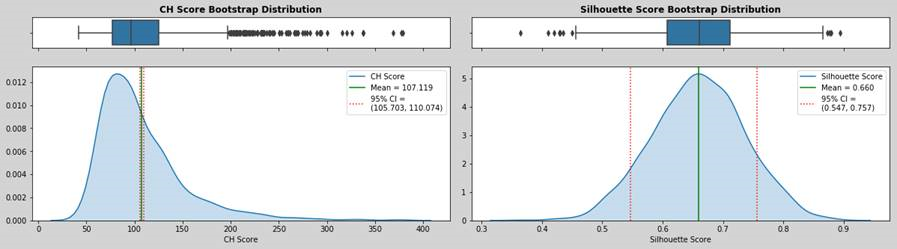 CH Score Bootstrap Distribution
0.012
0.010
0.008
0.006
0.004
0.002
0.000
CH Score
Mean = 107.119
95% CI =
(105.703, 110.074)
0 50 100 150 200 250 300 350 400
CH Score
Silhouette Score Bootstrap Distribution
5
4
3
2
1
0
Silhouette Score
Mean = 0.660
95% CI =
(0.547, 0.757)
0.3 0.4 0.5 0.6 0.7 0.8 0.9
Silhouette Score